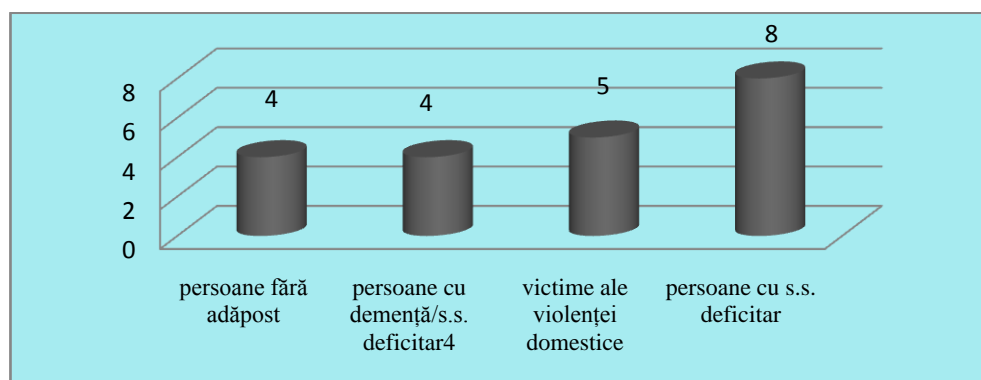 8
5
4
4
8
6
4
2
0
persoane fără
adăpost
persoane cu
demență/s.s.
deficitar4
victime ale
violenței
domestice
persoane cu s.s.
deficitar